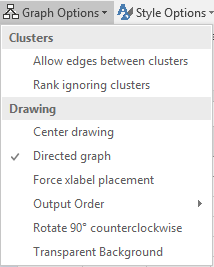 Graph Options Style Options
Clusters
Allow edges between clusters
Rank ignoring clusters
Drawing
Center drawing
Directed graph
Force xlabel placement
Output Order
Rotate 90° counterclockwise
Transparent Background